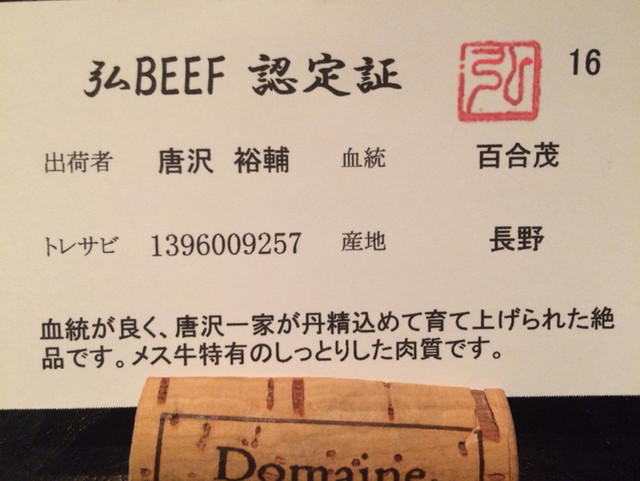 弘BEEF 認定証 弘 16
出荷者 唐沢 裕輔 血統 百合茂
トレサビ 1396009257 産地 長野
血統が良く、唐沢一家が丹精込めて育て上げられた絶
品です。メス牛特有のしっとりした肉質です。
Domaine